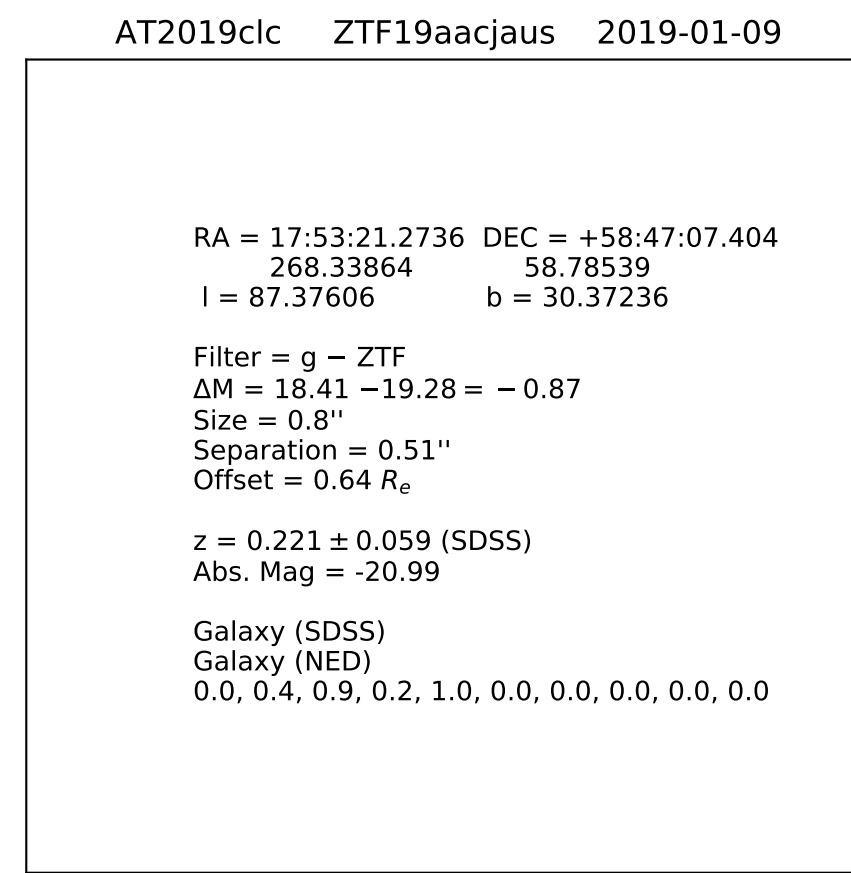 AT2019clc ZTF19aacjaus 2019-01-09
RA = 17:53:21.2736 DEC = +58:47:07.404
268.33864 58.78539
l = 87.37606 b = 30.37236
Filter = g − ZTF
ΔM = 18.41 −19.28 = − 0.87
Size = 0.8''
Separation = 0.51''
Offset = 0.64 Re
z = 0.221 ± 0.059 (SDSS)
Abs. Mag = -20.99
Galaxy (SDSS)
Galaxy (NED)
0.0, 0.4, 0.9, 0.2, 1.0, 0.0, 0.0, 0.0, 0.0, 0.0